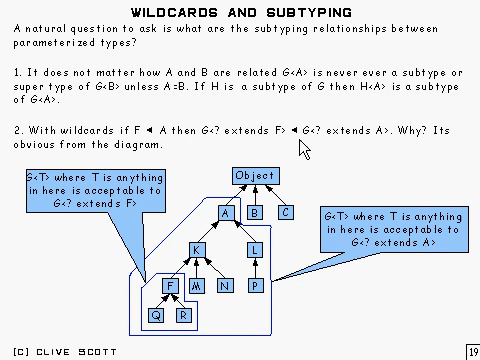 WILDCARDS AND SUBTYPING
A natural question to ask is what are the subtyping relationships between
parameterized types?
1. It does not matter how A and B are related G<A> is never ever a subtype or
super type of G<B> unless A=B. If H is a subtype of G then H<A> is a subtype
of G<A>.
2. With wildcards if F ◄ A then G<? extends F> ◄ G<? extends A>. Why? Its
obvious from the diagram.
G<T> where T is anything
in here is acceptable to
G<? extends F>
Object
A B C
G<T> where T is anything
in here is acceptable to
G<? extends A>
K L
F M N P
Q R
[C] CLIVE SCOTT
19